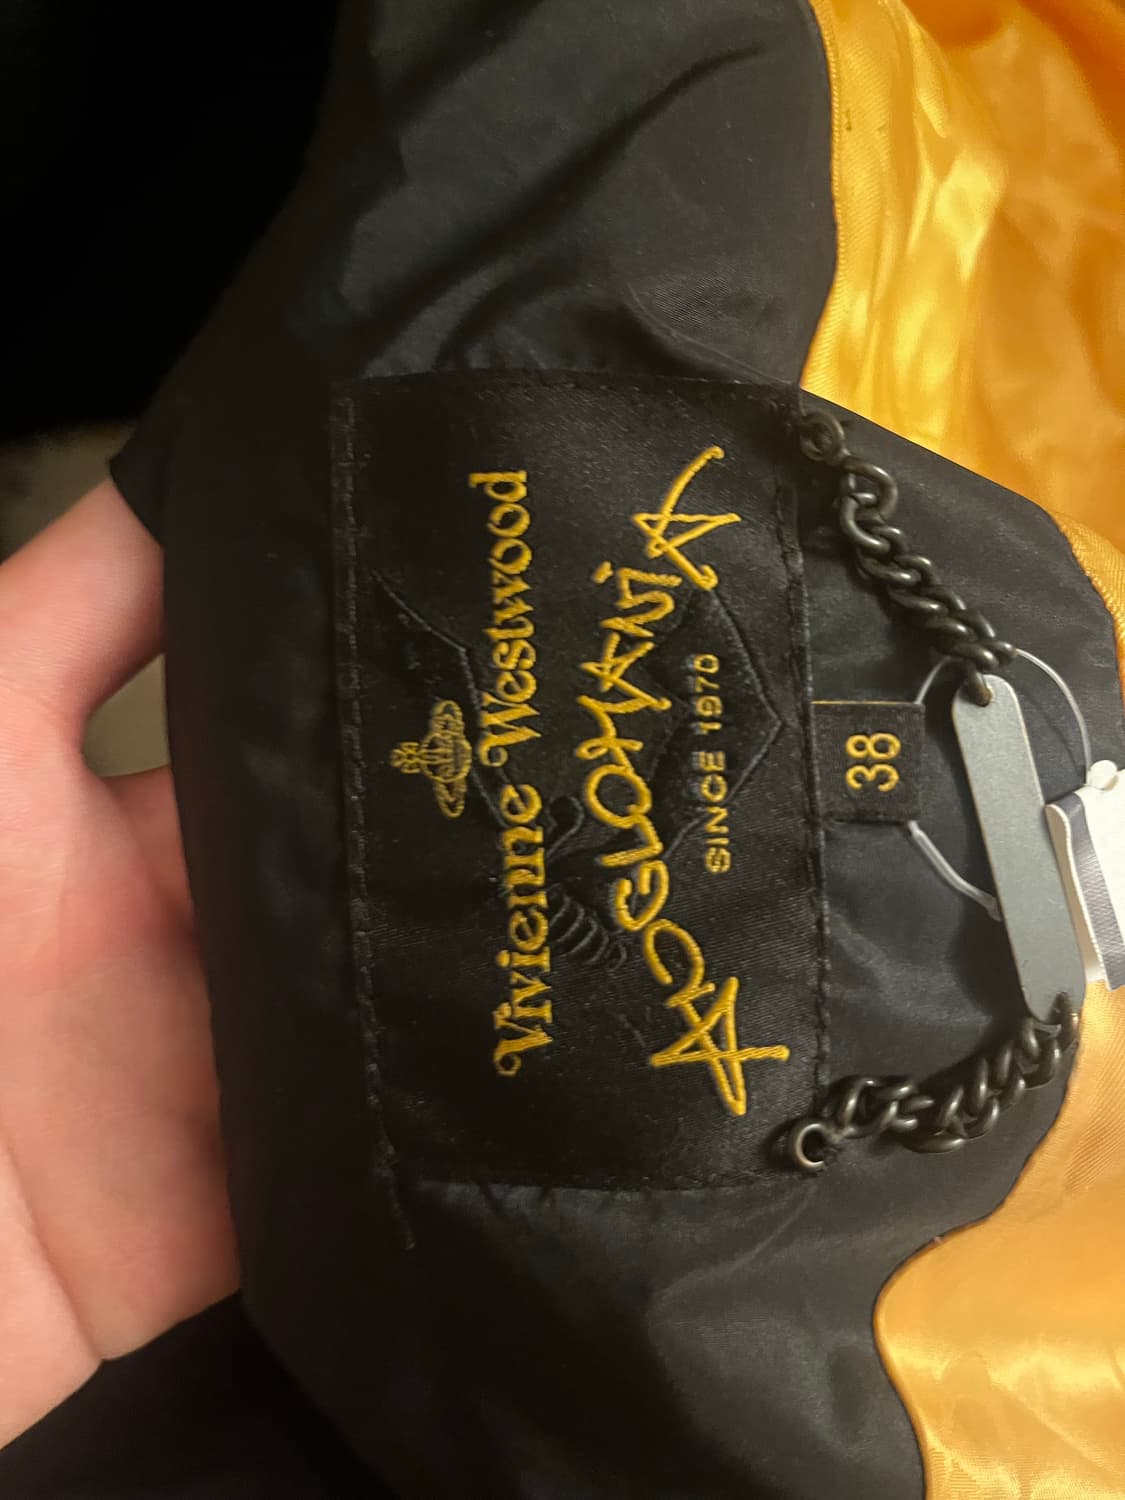 Vivienne Westwood
ANGLOMANIA
SINCE 1970
38